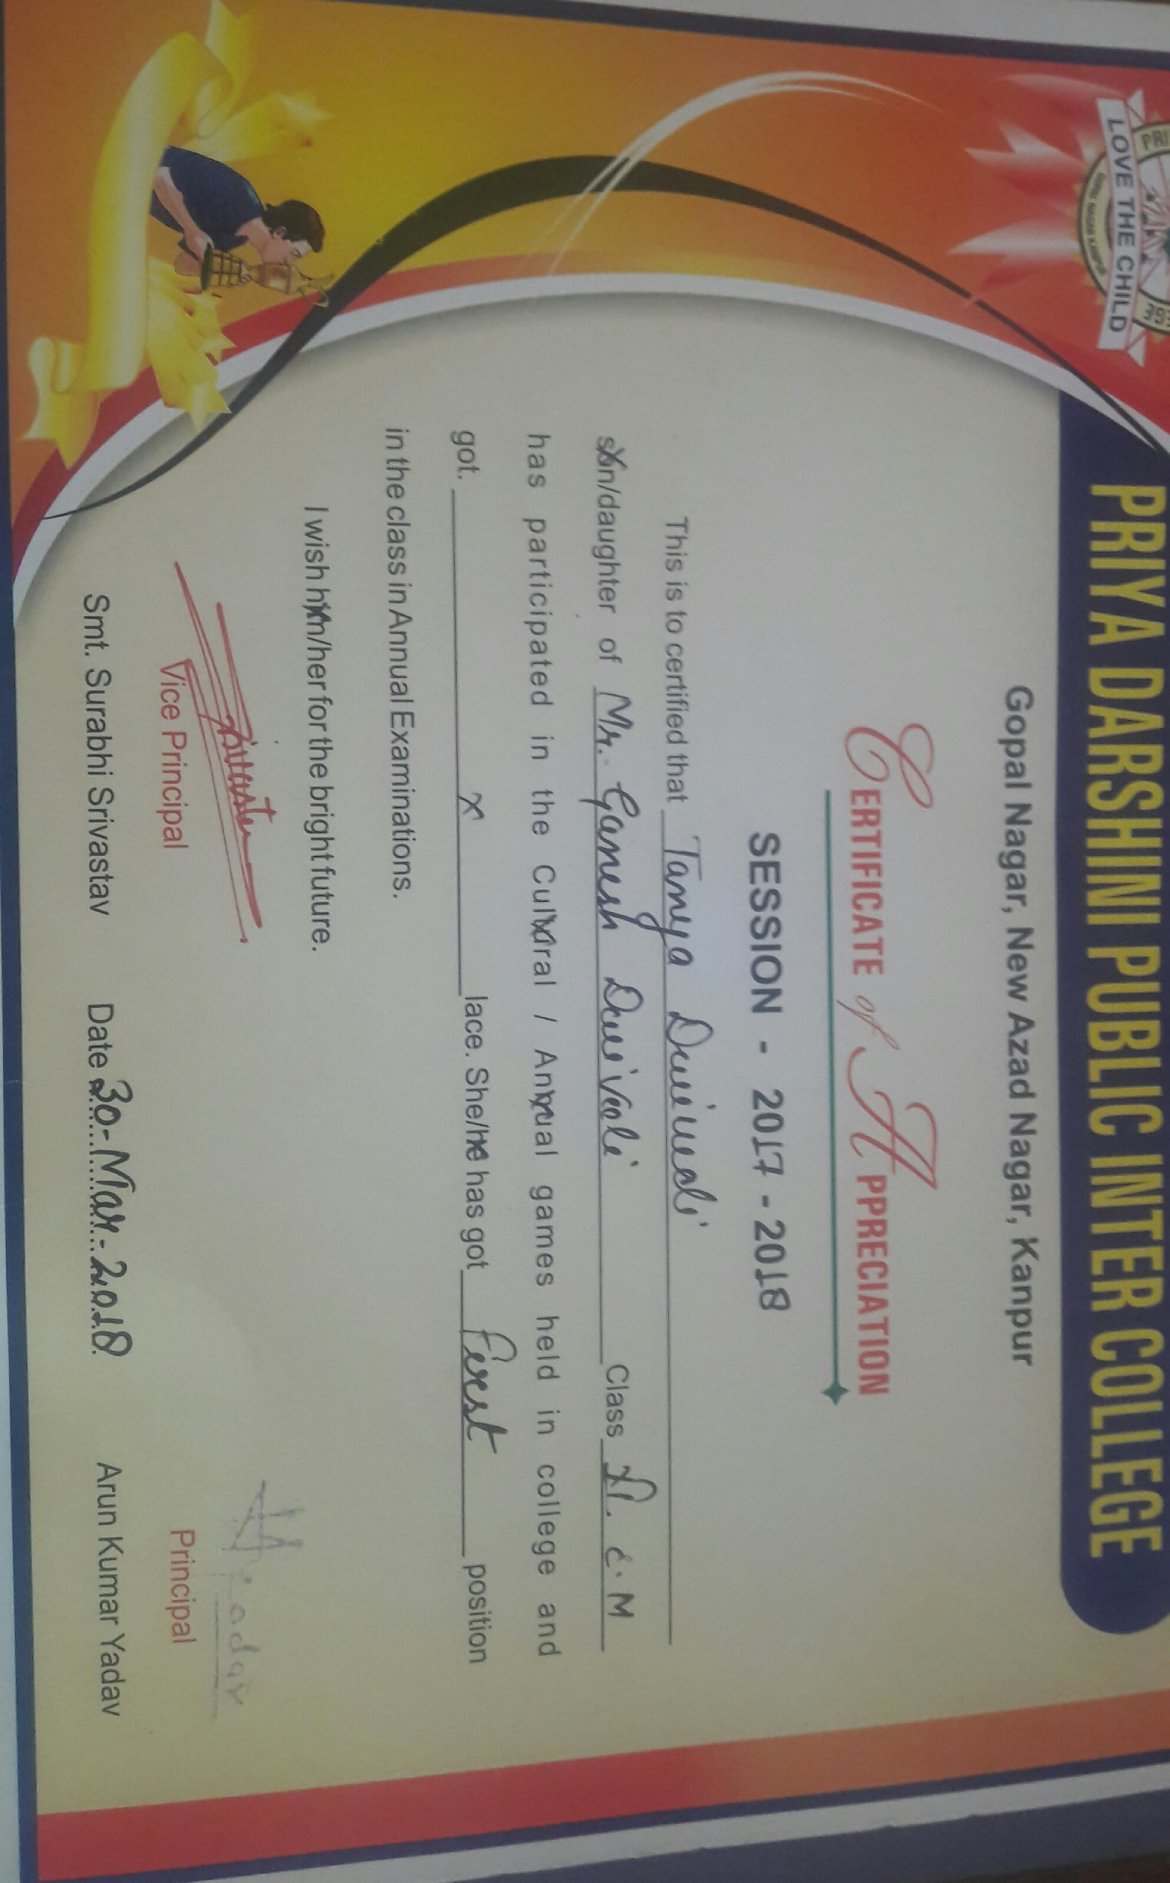 LOVE THE CHILD
PRIYA DARSHINI PUBLIC INTER COLLEGE
Gopal Nagar, New Azad Nagar, Kanpur
CERTIFICATE of APPRECIATION
SESSION - 2017 - 2018
This is to certified that Taniya Dwivedi
son/daughter of Mr. Ganesh Dwivedi Class XI. C. M
has participated in the Cultural / Annual games held in college and
got. x lace. She/he has got Ferst position
in the class in Annual Examinations.
I wish him/her for the bright future.
Vice Principal Principal
Smt. Surabhi Srivastav Date 30-Mar-2018 Arun Kumar Yadav